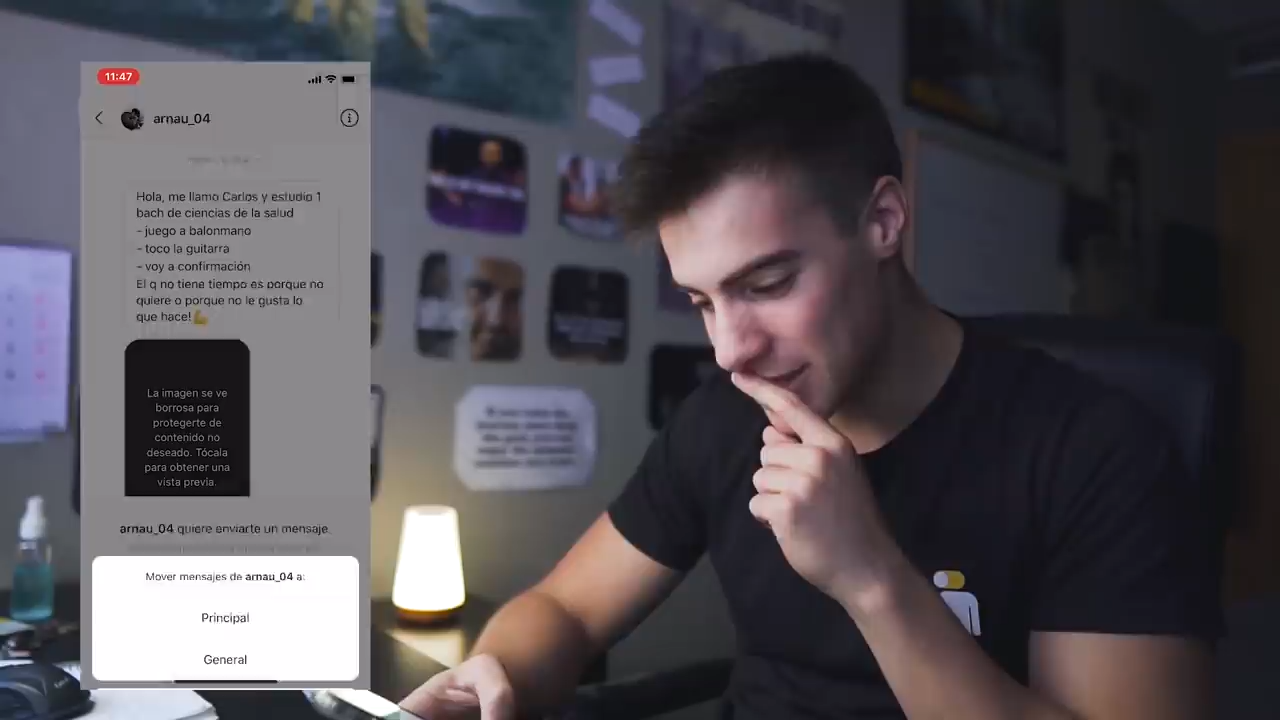 11:47
arnau_04
Hola, me llamo Carlos y estudio 1
bach de ciencias de la salud
- juego a balonmano
- toco la guitarra
- voy a confirmación
El q no tiene tiempo es porque no
quiere o porque no le gusta lo
que hace!💪
La imagen se ve
borrosa para
protegerte de
contenido no
deseado. Tócala
para obtener una
vista previa.
arnau_04 quiere enviarte un mensaje.
Mover mensajes de arnau_04 a:
Principal
General